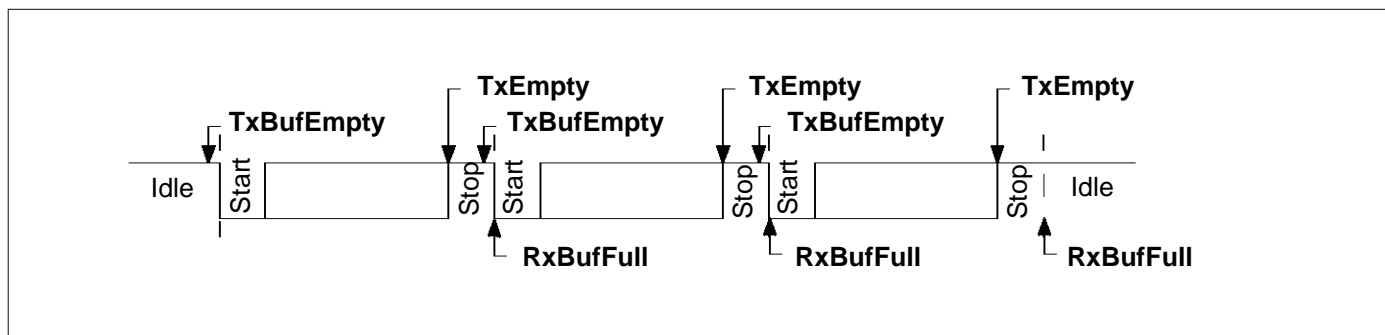 TxEmpty TxEmpty TxEmpty
TxBufEmpty TxBufEmpty TxBufEmpty
Idle Start Stop Start Stop Start Stop Idle
RxBufFull RxBufFull RxBufFull